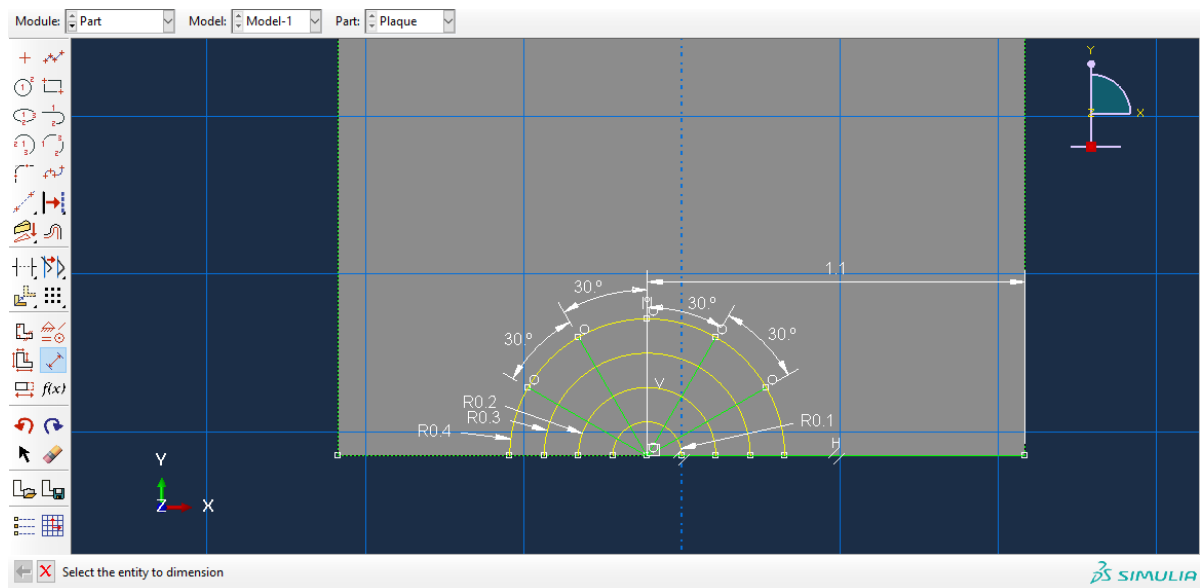 Module: Part Model: Model-1 Part: Plaque
Y
Z X
1.1
30.°
30.°
30.°
30.°
V
R0.2
R0.3
R0.1
R0.4
H
f(x)
Y
Z X
Select the entity to dimension
SIMULIA